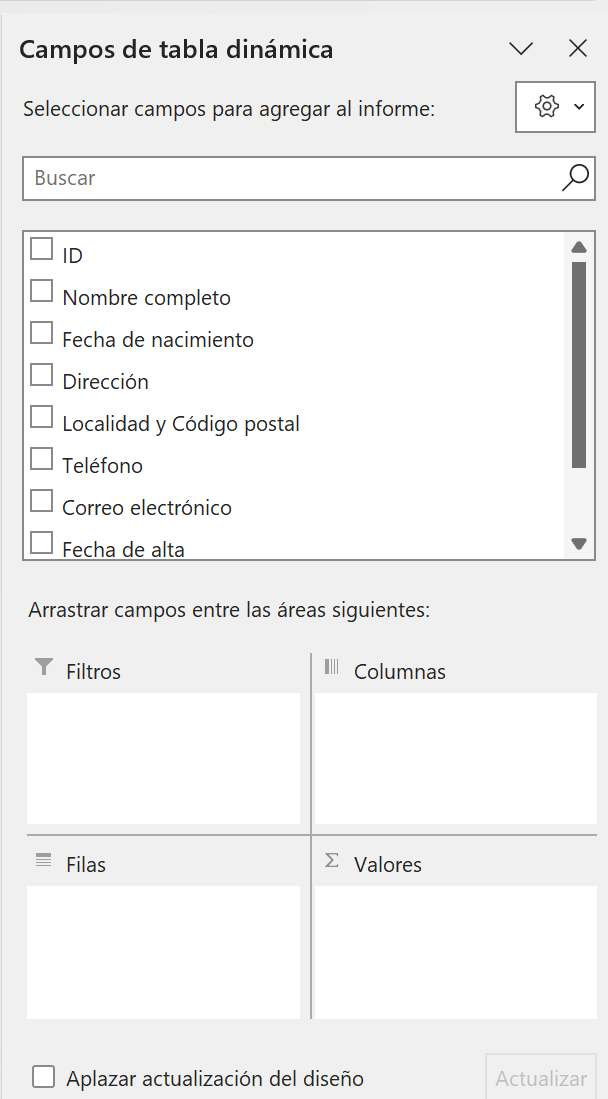 Campos de tabla dinámica
Seleccionar campos para agregar al informe:
Buscar
ID
Nombre completo
Fecha de nacimiento
Dirección
Localidad y Código postal
Teléfono
Correo electrónico
Fecha de alta
Arrastrar campos entre las áreas siguientes:
Filtros
Columnas
Filas
Σ Valores
Aplazar actualización del diseño
Actualizar